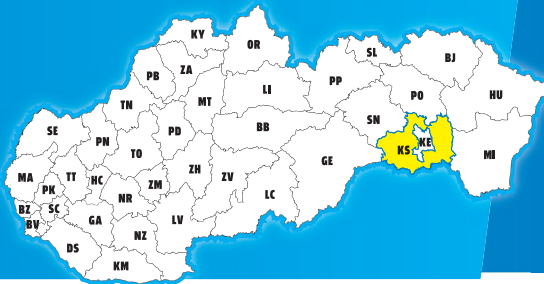 KY
OR
SL
BJ
PB
ZA
LI
PP
PO
HU
TN
MT
SN
SE
PN
PD
BB
KS
KE
MI
TO
GE
MA
TT
HC
ZM
ZH
ZV
PK
NR
LC
BZ
SC
BV
GA
LV
DS
NZ
KM